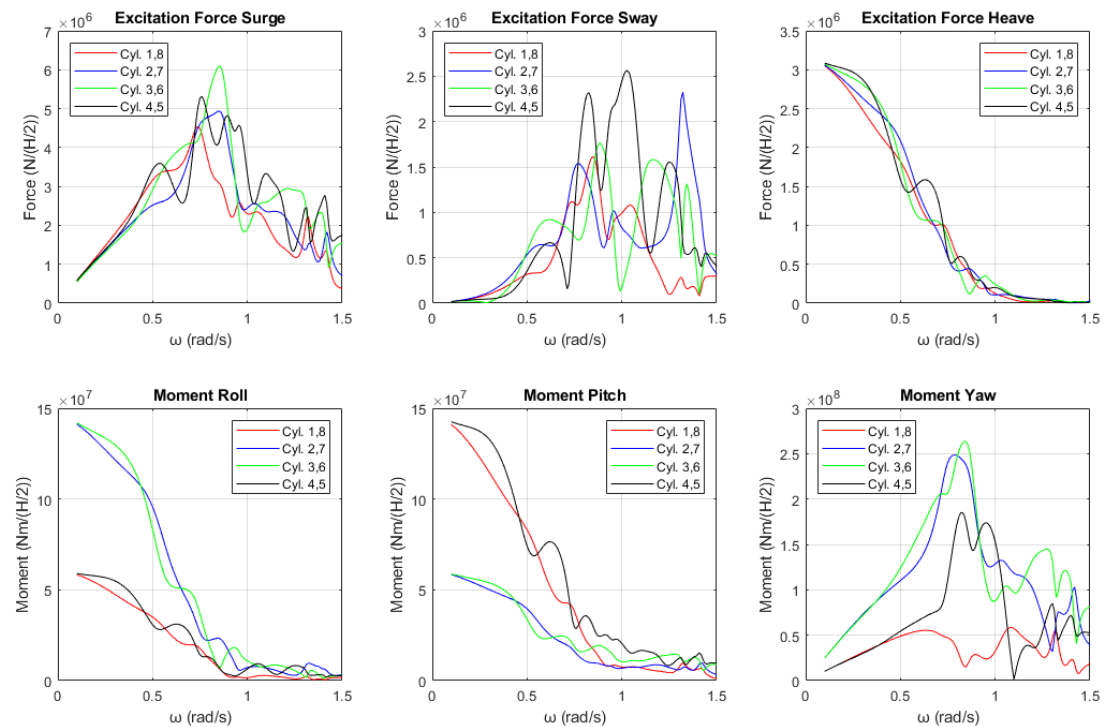 Excitation Force Surge
×10^6
Force (N/(H/2))
7
6
5
4
3
2
1
0
Cyl. 1,8
Cyl. 2,7
Cyl. 3,6
Cyl. 4,5
0 0.5 1 1.5
ω (rad/s)
Excitation Force Sway
×10^6
Force (N/(H/2))
3
2.5
2
1.5
1
0.5
0
Cyl. 1,8
Cyl. 2,7
Cyl. 3,6
Cyl. 4,5
0 0.5 1 1.5
ω (rad/s)
Excitation Force Heave
×10^6
Force (N/(H/2))
3.5
3
2.5
2
1.5
1
0.5
0
Cyl. 1,8
Cyl. 2,7
Cyl. 3,6
Cyl. 4,5
0 0.5 1 1.5
ω (rad/s)
Moment Roll
×10^7
Moment (Nm/(H/2))
15
10
5
0
Cyl. 1,8
Cyl. 2,7
Cyl. 3,6
Cyl. 4,5
0 0.5 1 1.5
ω (rad/s)
Moment Pitch
×10^7
Moment (Nm/(H/2))
15
10
5
0
Cyl. 1,8
Cyl. 2,7
Cyl. 3,6
Cyl. 4,5
0 0.5 1 1.5
ω (rad/s)
Moment Yaw
×10^8
Moment (Nm/(H/2))
3
2.5
2
1.5
1
0.5
0
Cyl. 1,8
Cyl. 2,7
Cyl. 3,6
Cyl. 4,5
0 0.5 1 1.5
ω (rad/s)